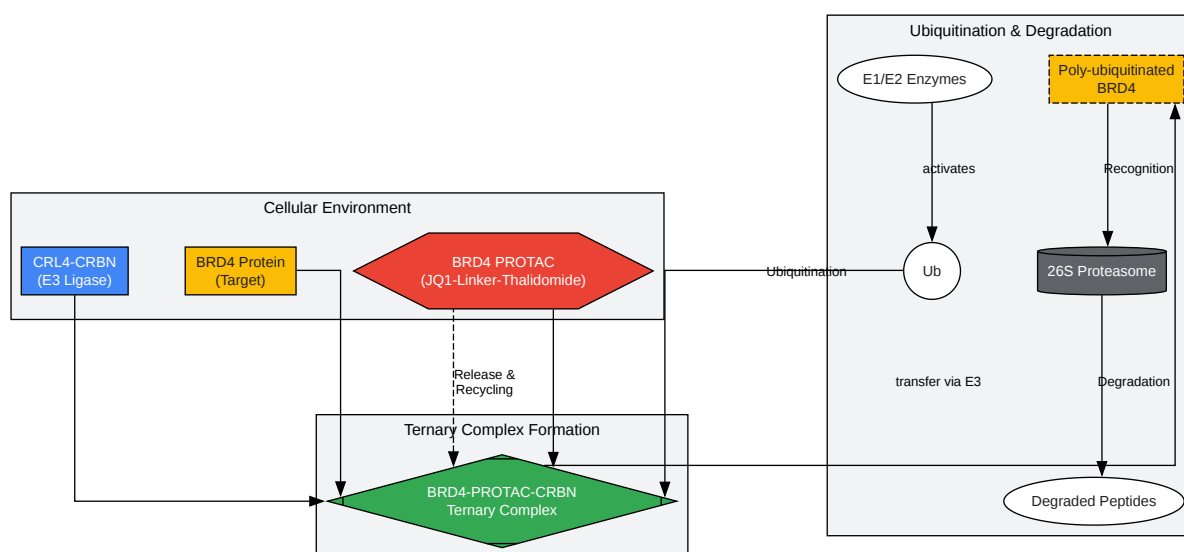 Ubiquitination & Degradation
E1/E2 Enzymes
Poly-ubiquitinated
BRD4
activates
Recognition
Cellular Environment
CRL4-CRBN
(E3 Ligase)
BRD4 Protein
(Target)
BRD4 PROTAC
(JQ1-Linker-Thalidomide)
Ubiquitination
Ub
26S Proteasome
Release &
Recycling
transfer via E3
Degradation
Ternary Complex Formation
BRD4-PROTAC-CRBN
Ternary Complex
Degraded Peptides